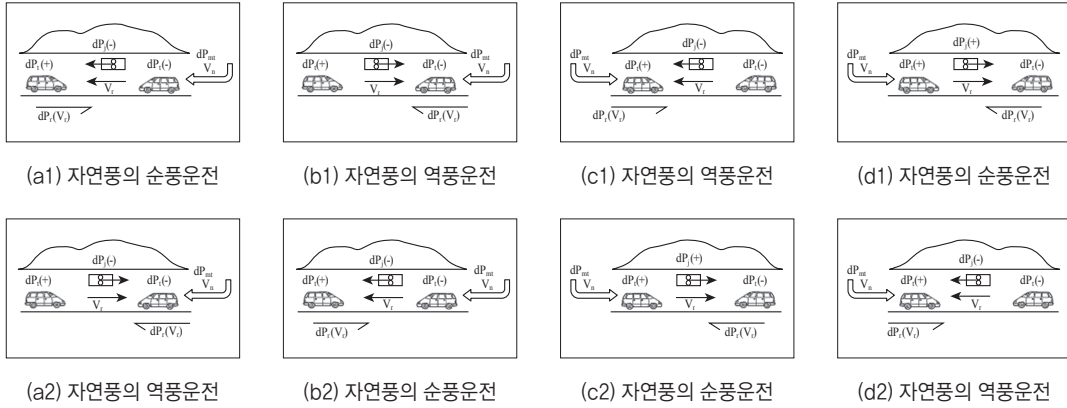 dPⱼ(-)
dPₜ(+) dPₜ(-) dPₘₜ
Vₙ
Vᵣ
dPᵣ(Vᵣ)
(a1) 자연풍의 순풍운전
dPⱼ(-)
dPₜ(+) dPₜ(-) dPₘₜ
Vₙ
Vᵣ
dPᵣ(Vᵣ)
(b1) 자연풍의 역풍운전
dPⱼ(-)
dPₘₜ dPₜ(+) dPₜ(-)
Vₙ
Vᵣ
dPᵣ(Vᵣ)
(c1) 자연풍의 역풍운전
dPⱼ(+)
dPₘₜ dPₜ(+) dPₜ(-)
Vₙ
Vᵣ
dPᵣ(Vᵣ)
(d1) 자연풍의 순풍운전
dPⱼ(-)
dPₜ(+) dPₜ(-) dPₘₜ
Vₙ
Vᵣ
dPᵣ(Vᵣ)
(a2) 자연풍의 역풍운전
dPⱼ(-)
dPₜ(+) dPₜ(-) dPₘₜ
Vₙ
Vᵣ
dPᵣ(Vᵣ)
(b2) 자연풍의 순풍운전
dPⱼ(+)
dPₘₜ dPₜ(+) dPₜ(-)
Vₙ
Vᵣ
dPᵣ(Vᵣ)
(c2) 자연풍의 순풍운전
dPⱼ(-)
dPₘₜ dPₜ(+) dPₜ(-)
Vₙ
Vᵣ
dPᵣ(Vᵣ)
(d2) 자연풍의 역풍운전